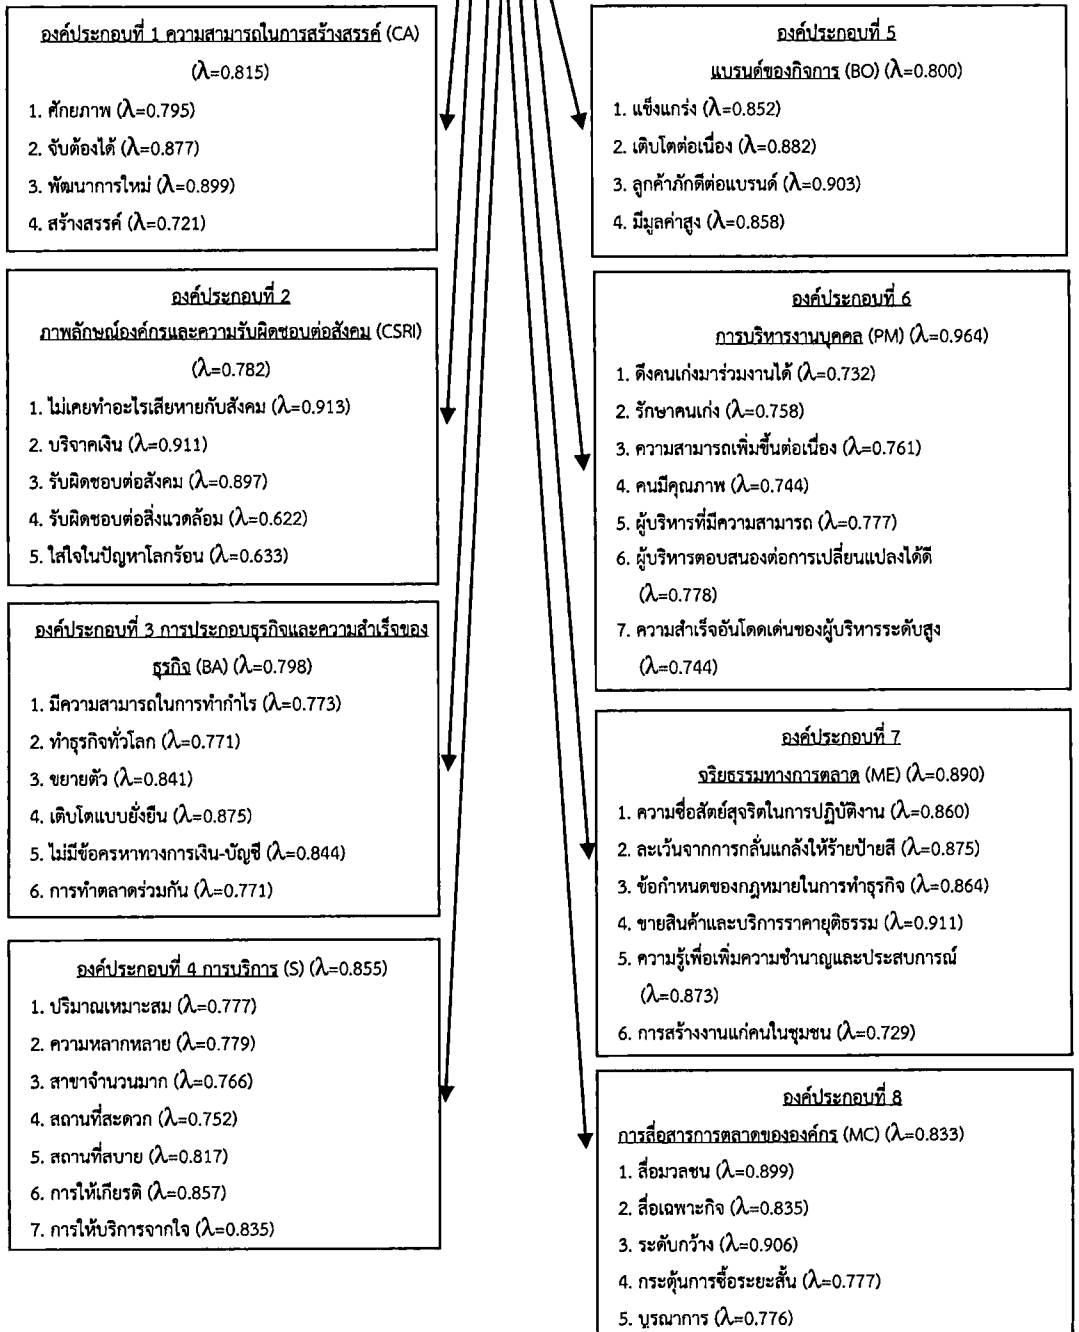 องค์ประกอบที่ 1 ความสามารถในการสร้างสรรค์ (CA)
(λ=0.815)
1. ศักยภาพ (λ=0.795)
2. จับต้องได้ (λ=0.877)
3. พัฒนาการใหม่ (λ=0.899)
4. สร้างสรรค์ (λ=0.721)
องค์ประกอบที่ 2
ภาพลักษณ์องค์กรและความรับผิดชอบต่อสังคม (CSRI)
(λ=0.782)
1. ไม่เคยทำอะไรเสียหายกับสังคม (λ=0.913)
2. บริจาคเงิน (λ=0.911)
3. รับผิดชอบต่อสังคม (λ=0.897)
4. รับผิดชอบต่อสิ่งแวดล้อม (λ=0.622)
5. ใส่ใจในปัญหาโลกร้อน (λ=0.633)
องค์ประกอบที่ 3 การประกอบธุรกิจและความสำเร็จของ
ธุรกิจ (BA) (λ=0.798)
1. มีความสามารถในการทำกำไร (λ=0.773)
2. ทำธุรกิจทั่วโลก (λ=0.771)
3. ขยายตัว (λ=0.841)
4. เติบโตแบบยั่งยืน (λ=0.875)
5. ไม่มีข้อครหาทางการเงิน-บัญชี (λ=0.844)
6. การทำตลาดร่วมกัน (λ=0.771)
องค์ประกอบที่ 4 การบริการ (S) (λ=0.855)
1. ปริมาณเหมาะสม (λ=0.777)
2. ความหลากหลาย (λ=0.779)
3. สาขาจำนวนมาก (λ=0.766)
4. สถานที่สะดวก (λ=0.752)
5. สถานที่สบาย (λ=0.817)
6. การให้เกียรติ (λ=0.857)
7. การให้บริการจากใจ (λ=0.835)
องค์ประกอบที่ 5
แบรนด์ของกิจการ (BO) (λ=0.800)
1. แข็งแกร่ง (λ=0.852)
2. เติบโตต่อเนื่อง (λ=0.882)
3. ลูกค้าภักดีต่อแบรนด์ (λ=0.903)
4. มีมูลค่าสูง (λ=0.858)
องค์ประกอบที่ 6
การบริหารงานบุคคล (PM) (λ=0.964)
1. ดึงคนเก่งมาร่วมงานได้ (λ=0.732)
2. รักษาคนเก่ง (λ=0.758)
3. ความสามารถเพิ่มขึ้นต่อเนื่อง (λ=0.761)
4. คนมีคุณภาพ (λ=0.744)
5. ผู้บริหารที่มีความสามารถ (λ=0.777)
6. ผู้บริหารตอบสนองต่อการเปลี่ยนแปลงได้ดี
(λ=0.778)
7. ความสำเร็จอันโดดเด่นของผู้บริหารระดับสูง
(λ=0.744)
องค์ประกอบที่ 7
จริยธรรมทางการตลาด (ME) (λ=0.890)
1. ความซื่อสัตย์สุจริตในการปฏิบัติงาน (λ=0.860)
2. ละเว้นจากการกลั่นแกล้งให้ร้ายป้ายสี (λ=0.875)
3. ข้อกำหนดของกฎหมายในการทำธุรกิจ (λ=0.864)
4. ขายสินค้าและบริการราคายุติธรรม (λ=0.911)
5. ความรู้เพื่อเพิ่มความชำนาญและประสบการณ์
(λ=0.873)
6. การสร้างงานแก่คนในชุมชน (λ=0.729)
องค์ประกอบที่ 8
การสื่อสารการตลาดขององค์กร (MC) (λ=0.833)
1. สื่อมวลชน (λ=0.899)
2. สื่อเฉพาะกิจ (λ=0.835)
3. ระดับกว้าง (λ=0.906)
4. กระตุ้นการซื้อระยะสั้น (λ=0.777)
5. บูรณาการ (λ=0.776)